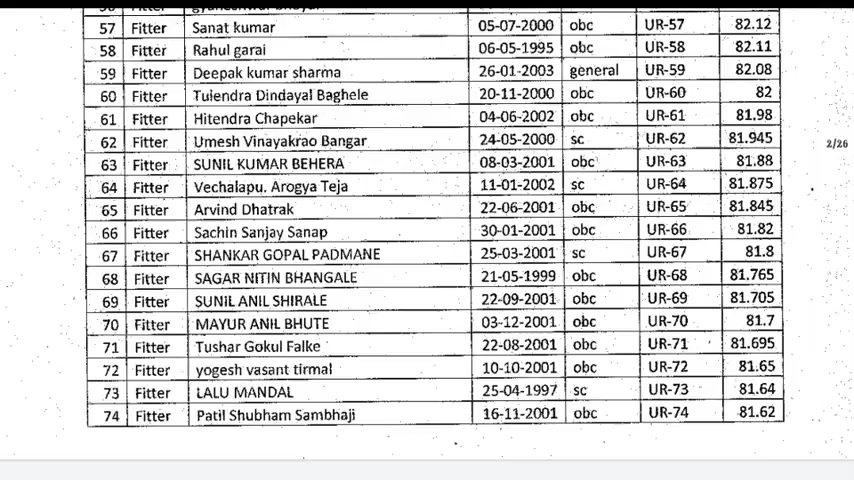 57 Fitter Sanat kumar 05-07-2000 obc UR-57 82.12
58 Fitter Rahul garai 06-05-1995 obc UR-58 82.11
59 Fitter Deepak kumar sharma 26-01-2003 general UR-59 82.08
60 Fitter Tulendra Dindayal Baghele 20-11-2000 obc UR-60 82
61 Fitter Hitendra Chapekar 04-06-2002 obc UR-61 81.98
62 Fitter Umesh Vinayakrao Bangar 24-05-2000 sc UR-62 81.945
2/26
63 Fitter SUNIL KUMAR BEHERA 08-03-2001 obc UR-63 81.88
64 Fitter Vechalapu. Arogya Teja 11-01-2002 sc UR-64 81.875
65 Fitter Arvind Dhatrak 22-06-2001 obc UR-65 81.845
66 Fitter Sachin Sanjay Sanap 30-01-2001 obc UR-66 81.82
67 Fitter SHANKAR GOPAL PADMANE 25-03-2001 sc UR-67 81.8
68 Fitter SAGAR NITIN BHANGALE 21-05-1999 obc UR-68 81.765
69 Fitter SUNIL ANIL SHIRALE 22-09-2001 obc UR-69 81.705
70 Fitter MAYUR ANIL BHUTE 03-12-2001 obc UR-70 81.7
71 Fitter Tushar Gokul Falke 22-08-2001 obc UR-71 81.695
72 Fitter yogesh vasant tirmal 10-10-2001 obc UR-72 81.65
73 Fitter LALU MANDAL 25-04-1997 sc UR-73 81.64
74 Fitter Patil Shubham Sambhaji 16-11-2001 obc UR-74 81.62